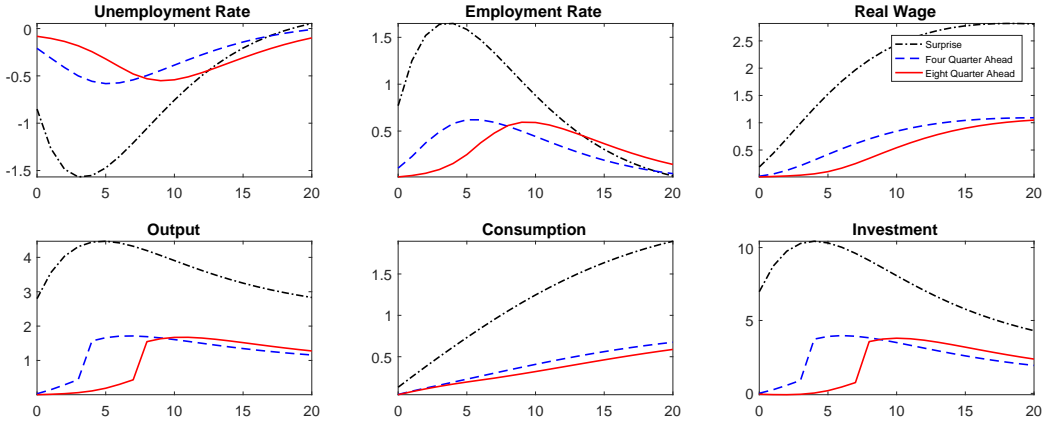 Unemployment Rate
0
-0.5
-1
-1.5
0 5 10 15 20
Employment Rate
1.5
1
0.5
0 5 10 15 20
Real Wage
2.5
2
1.5
1
0.5
0 5 10 15 20
Surprise
Four Quarter Ahead
Eight Quarter Ahead
Output
4
3
2
1
0 5 10 15 20
Consumption
1.5
1
0.5
0 5 10 15 20
Investment
10
5
0
0 5 10 15 20